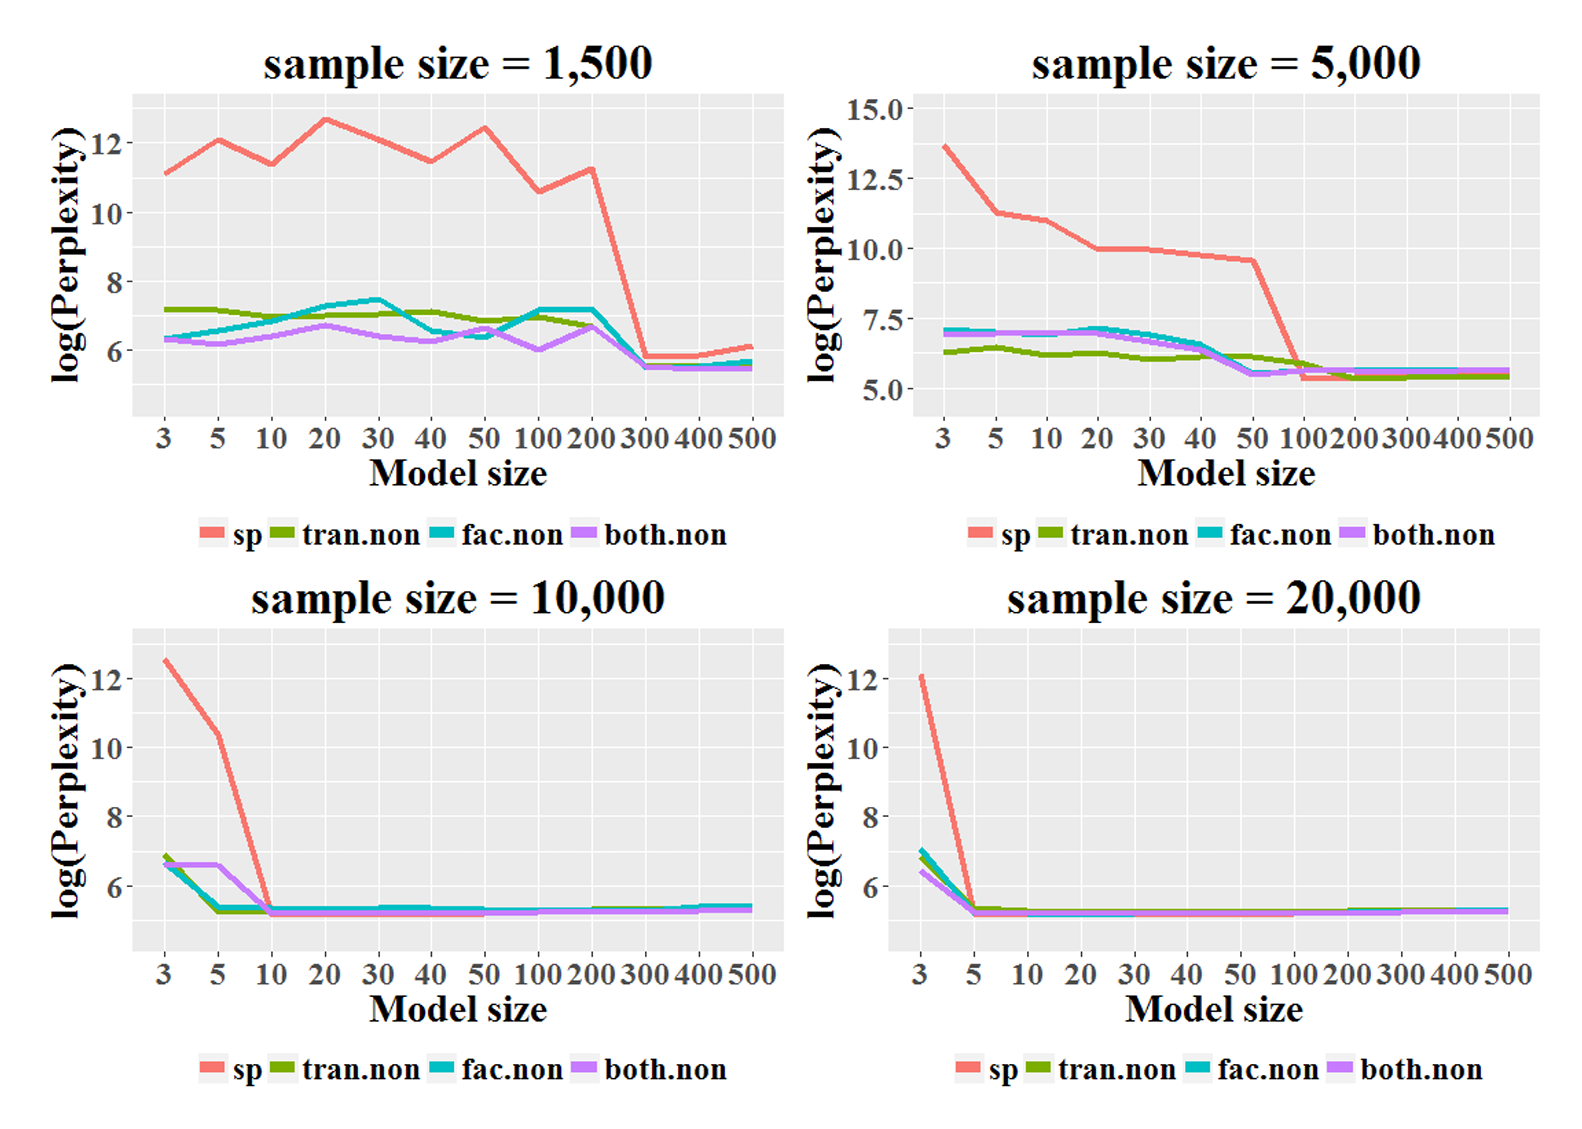 sample size = 1,500
log(Perplexity)
12
10
8
6
3 5 10 20 30 40 50 100 200 300 400 500
Model size
sp tran.non fac.non both.non
sample size = 5,000
log(Perplexity)
15.0
12.5
10.0
7.5
5.0
3 5 10 20 30 40 50 100 200 300 400 500
Model size
sp tran.non fac.non both.non
sample size = 10,000
log(Perplexity)
12
10
8
6
3 5 10 20 30 40 50 100 200 300 400 500
Model size
sp tran.non fac.non both.non
sample size = 20,000
log(Perplexity)
12
10
8
6
3 5 10 20 30 40 50 100 200 300 400 500
Model size
sp tran.non fac.non both.non